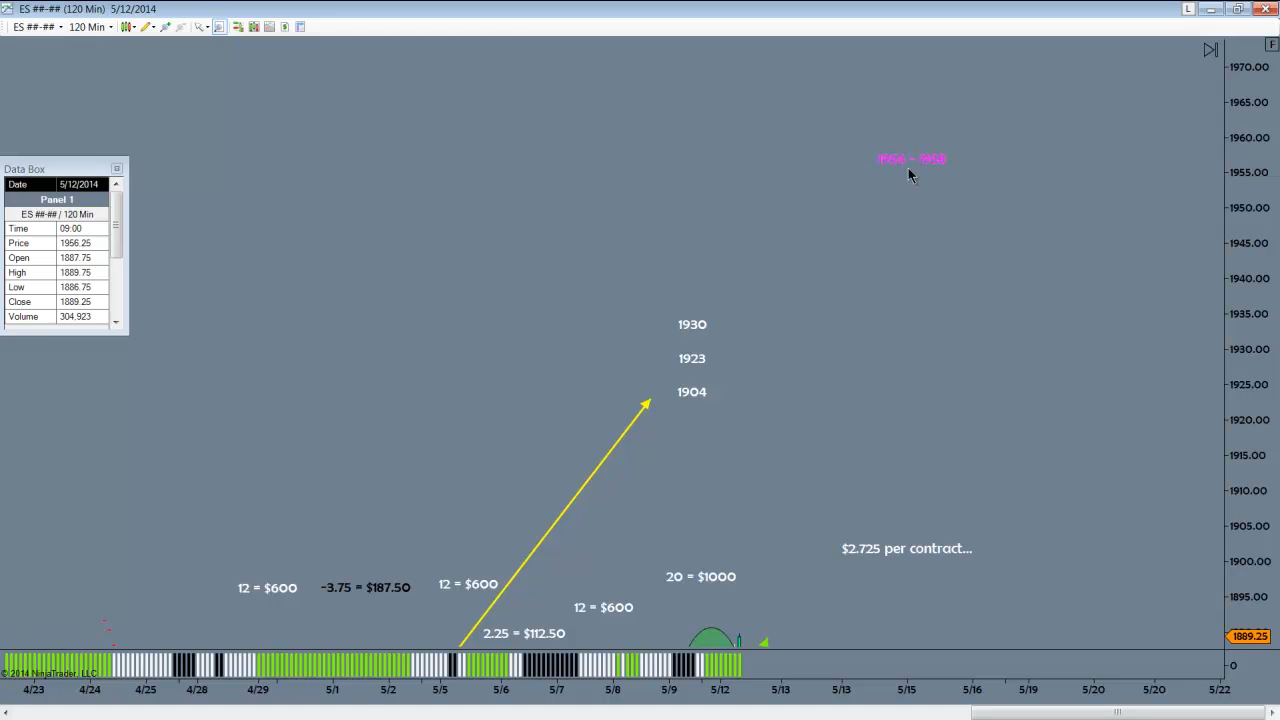 ES ##-## (120 Min) 5/12/2014
L
ES ##-## 120 Min
F
1970.00
1965.00
1960.00
1956 - 1958
1955.00
1950.00
1945.00
1940.00
1935.00
1930.00
1925.00
1920.00
1915.00
1910.00
1905.00
1900.00
1895.00
1889.25
0
Data Box
Date 5/12/2014
Panel 1
ES ##-## / 120 Min
Time 09:00
Price 1956.25
Open 1887.75
High 1889.75
Low 1886.75
Close 1889.25
Volume 304.923
1930
1923
1904
$2.725 per contract...
20 = $1000
12 = $600
-3.75 = $187.50
12 = $600
12 = $600
2.25 = $112.50
© 2014 NinjaTrader, LLC
4/23 4/24 4/25 4/28 4/29 5/1 5/2 5/5 5/6 5/7 5/8 5/9 5/12 5/13 5/13 5/15 5/16 5/19 5/20 5/20 5/22